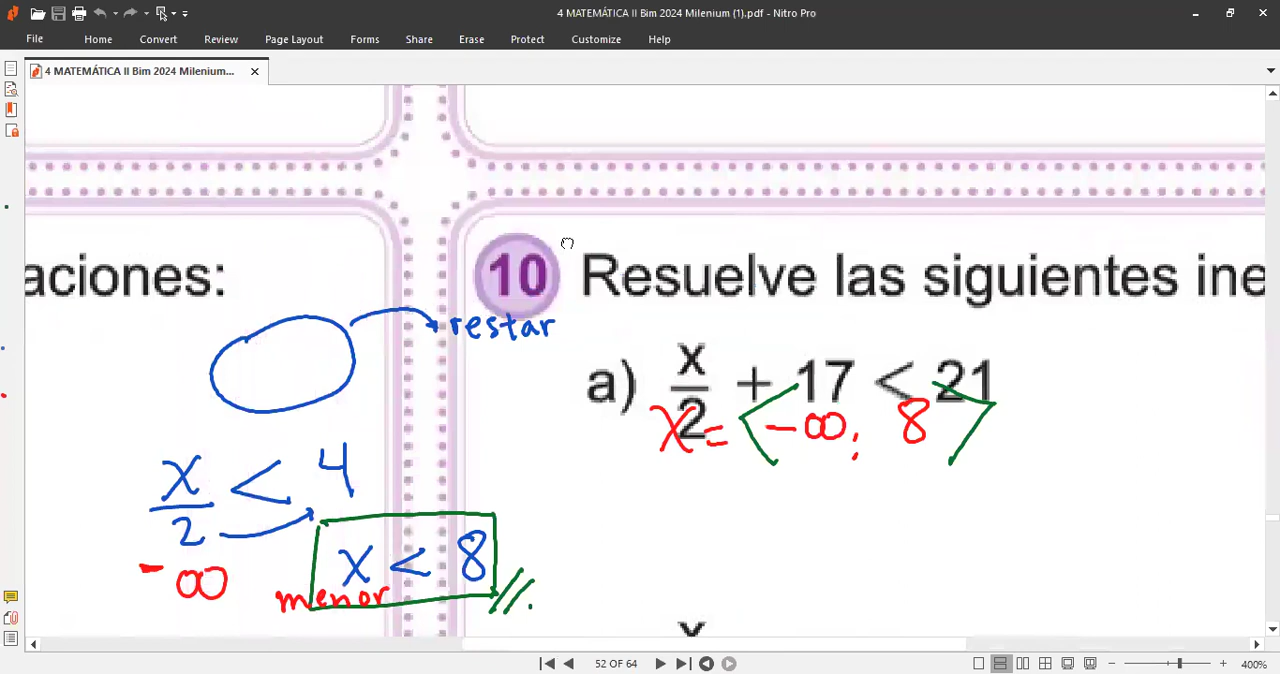 4 MATEMÁTICA II Bim 2024 Milenium (1).pdf - Nitro Pro
File Home Convert Review Page Layout Forms Share Erase Protect Customize Help
4 MATEMÁTICA II Bim 2024 Milenium...
aciones:
10 Resuelve las siguientes ine
restar
a) x/2 + 17 < 21
x = < -∞; 8 >
x/2 < 4
x < 8
-∞
menor
x
52 OF 64
400%